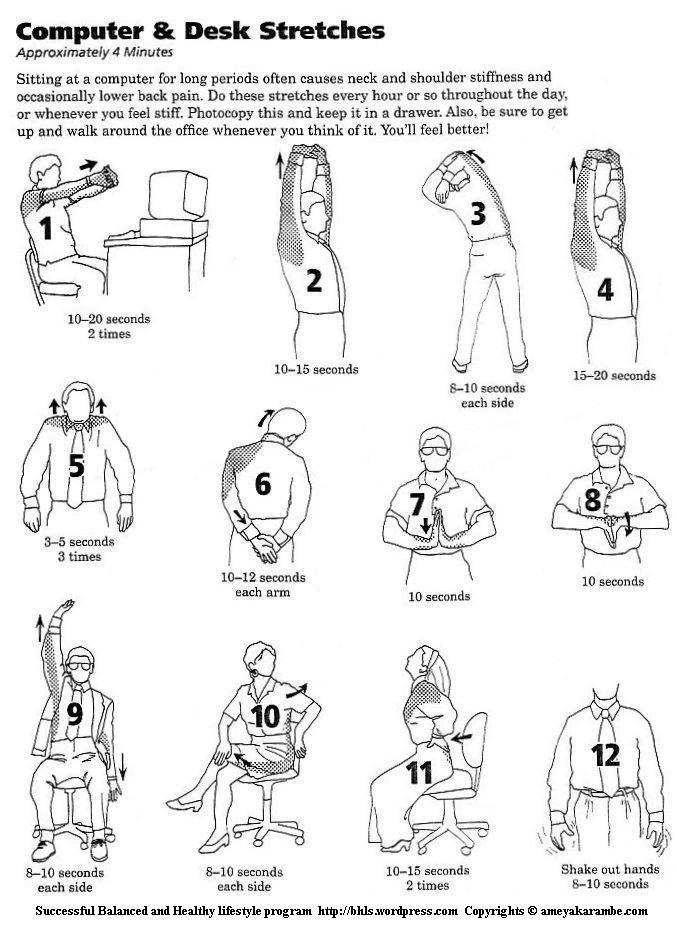 Computer & Desk Stretches
Approximately 4 Minutes
Sitting at a computer for long periods often causes neck and shoulder stiffness and
occasionally lower back pain. Do these stretches every hour or so throughout the day,
or whenever you feel stiff. Photocopy this and keep it in a drawer. Also, be sure to get
up and walk around the office whenever you think of it. You'll feel better!
1
10–20 seconds
2 times
2
10–15 seconds
3
8–10 seconds
each side
4
15–20 seconds
5
3–5 seconds
3 times
6
10–12 seconds
each arm
7
10 seconds
8
10 seconds
9
8–10 seconds
each side
10
8–10 seconds
each side
11
10–15 seconds
2 times
12
Shake out hands
8–10 seconds
Successful Balanced and Healthy lifestyle program http://bhls.wordpress.com Copyrights © ameyakarambe.com